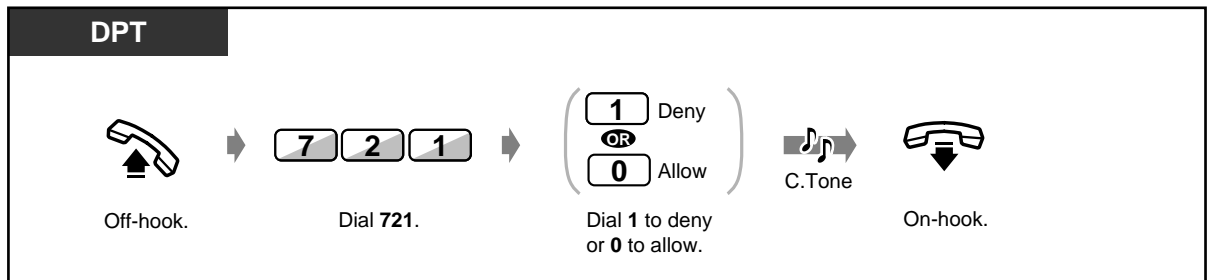 DPT
7 2 1
1 Deny
OR
0 Allow
C.Tone
Off-hook.
Dial 721.
Dial 1 to deny
or 0 to allow.
On-hook.